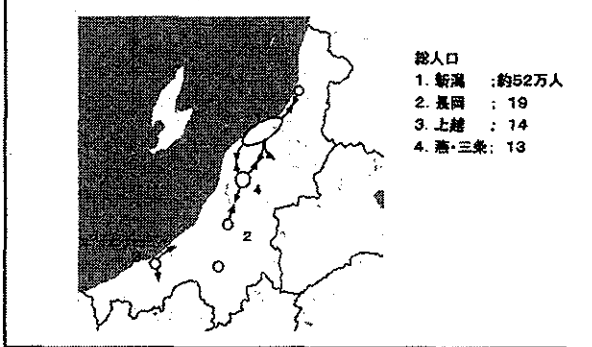 総人口
1. 新潟 ;約52万人
2. 長岡 ; 19
3. 上越 ; 14
4. 燕・三条; 13
4
2